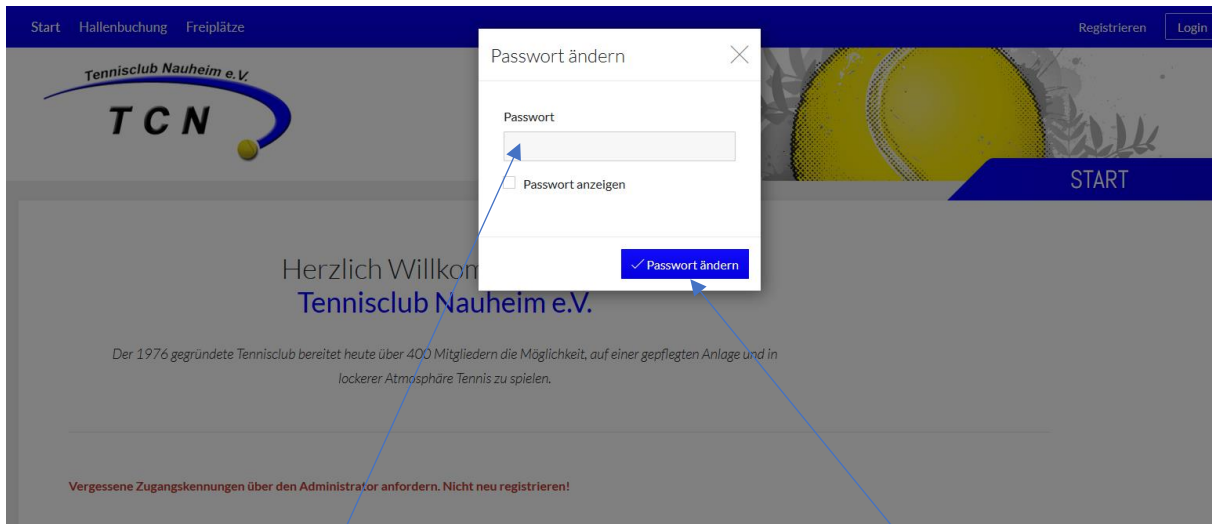 Start Hallenbuchung Freiplätze Registrieren Login
Passwort ändern
Tennisclub Nauheim e.V.
TCN
Passwort
Passwort anzeigen
START
Passwort ändern
Herzlich Willkom
Tennisclub Nauheim e.V.
Der 1976 gegründete Tennisclub bereitet heute über 400 Mitgliedern die Möglichkeit, auf einer gepflegten Anlage und in
lockerer Atmosphäre Tennis zu spielen.
Vergessene Zugangskennungen über den Administrator anfordern. Nicht neu registrieren!